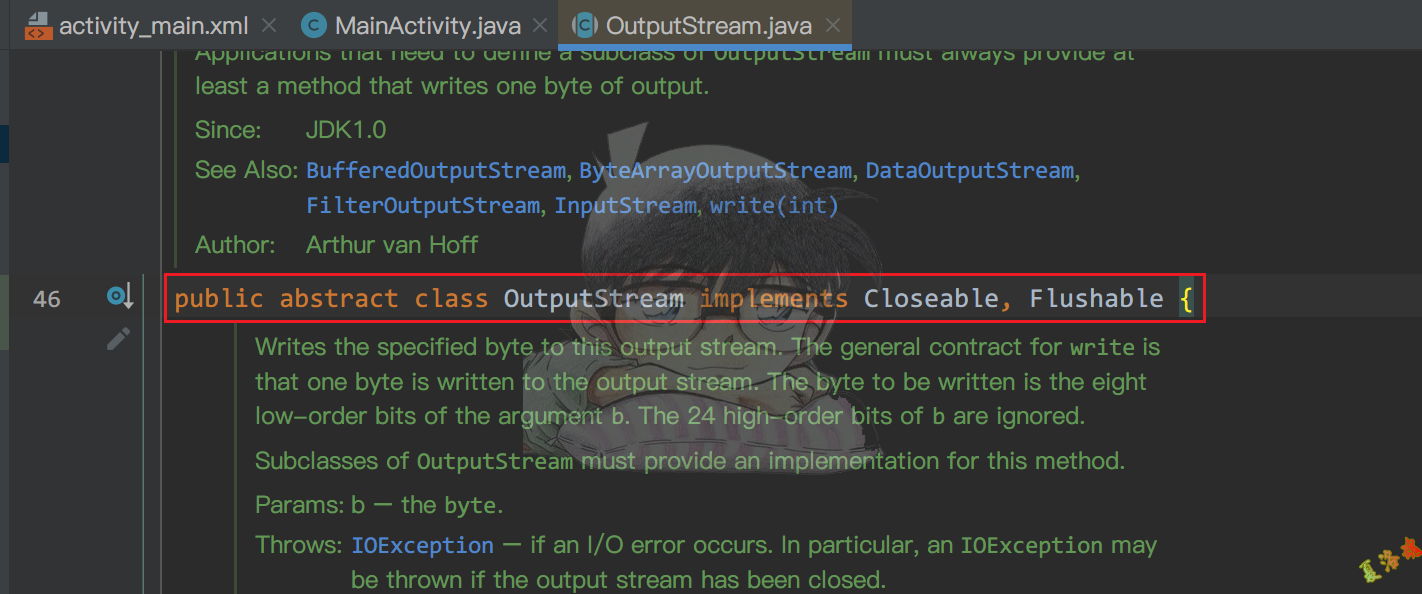 activity_main.xml MainActivity.java OutputStream.java
Applications that need to define a subclass of OutputStream must always provide at
least a method that writes one byte of output.
Since: JDK1.0
See Also: BufferedOutputStream, ByteArrayOutputStream, DataOutputStream,
FilterOutputStream, InputStream, write(int)
Author: Arthur van Hoff
46 public abstract class OutputStream implements Closeable, Flushable {
Writes the specified byte to this output stream. The general contract for write is
that one byte is written to the output stream. The byte to be written is the eight
low-order bits of the argument b. The 24 high-order bits of b are ignored.
Subclasses of OutputStream must provide an implementation for this method.
Params: b – the byte.
Throws: IOException – if an I/O error occurs. In particular, an IOException may
be thrown if the output stream has been closed.